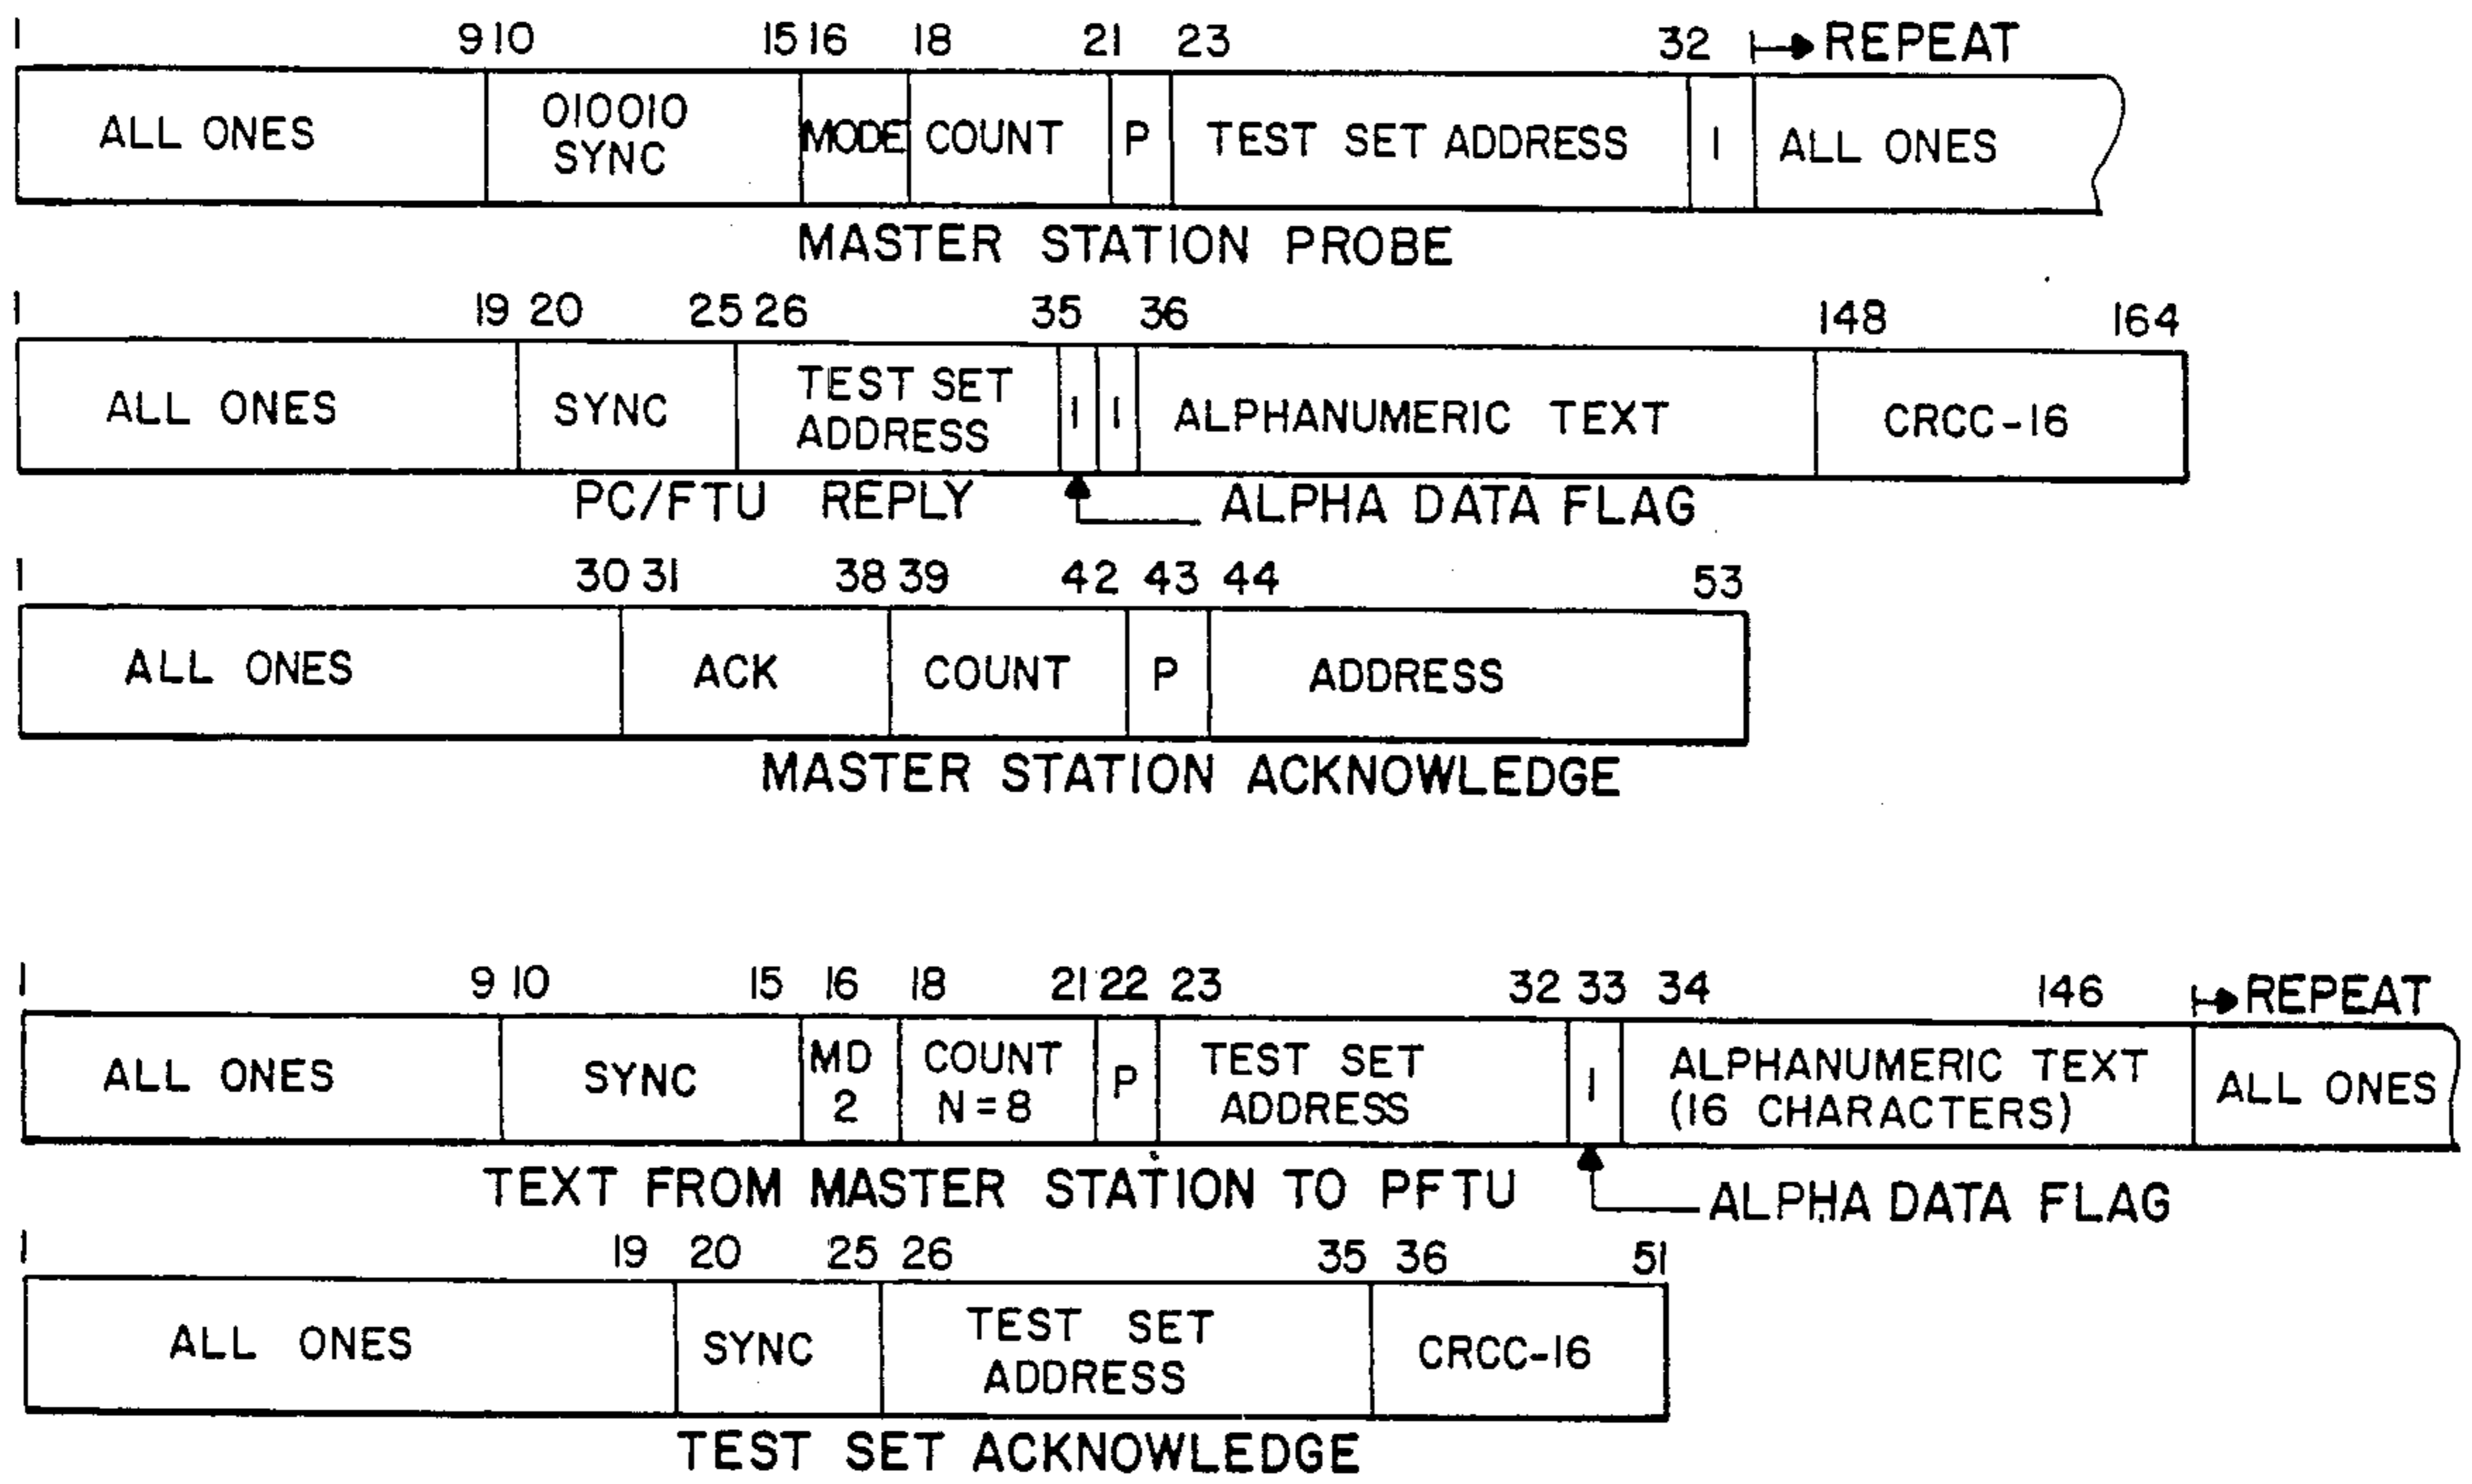 1 9 10 15 16 18 21 23 32 REPEAT
ALL ONES 010010 SYNC MODE COUNT P TEST SET ADDRESS 1 ALL ONES
MASTER STATION PROBE
1 19 20 25 26 35 36 148 164
ALL ONES SYNC TEST SET ADDRESS 1 1 ALPHANUMERIC TEXT CRCC-16
PC/FTU REPLY ALPHA DATA FLAG
1 30 31 38 39 42 43 44 53
ALL ONES ACK COUNT P ADDRESS
MASTER STATION ACKNOWLEDGE
1 9 10 15 16 18 21 22 23 32 33 34 146 REPEAT
ALL ONES SYNC MD 2 COUNT N=8 P TEST SET ADDRESS 1 ALPHANUMERIC TEXT (16 CHARACTERS) ALL ONES
TEXT FROM MASTER STATION TO PFTU ALPHA DATA FLAG
1 19 20 25 26 35 36 51
ALL ONES SYNC TEST SET ADDRESS CRCC-16
TEST SET ACKNOWLEDGE